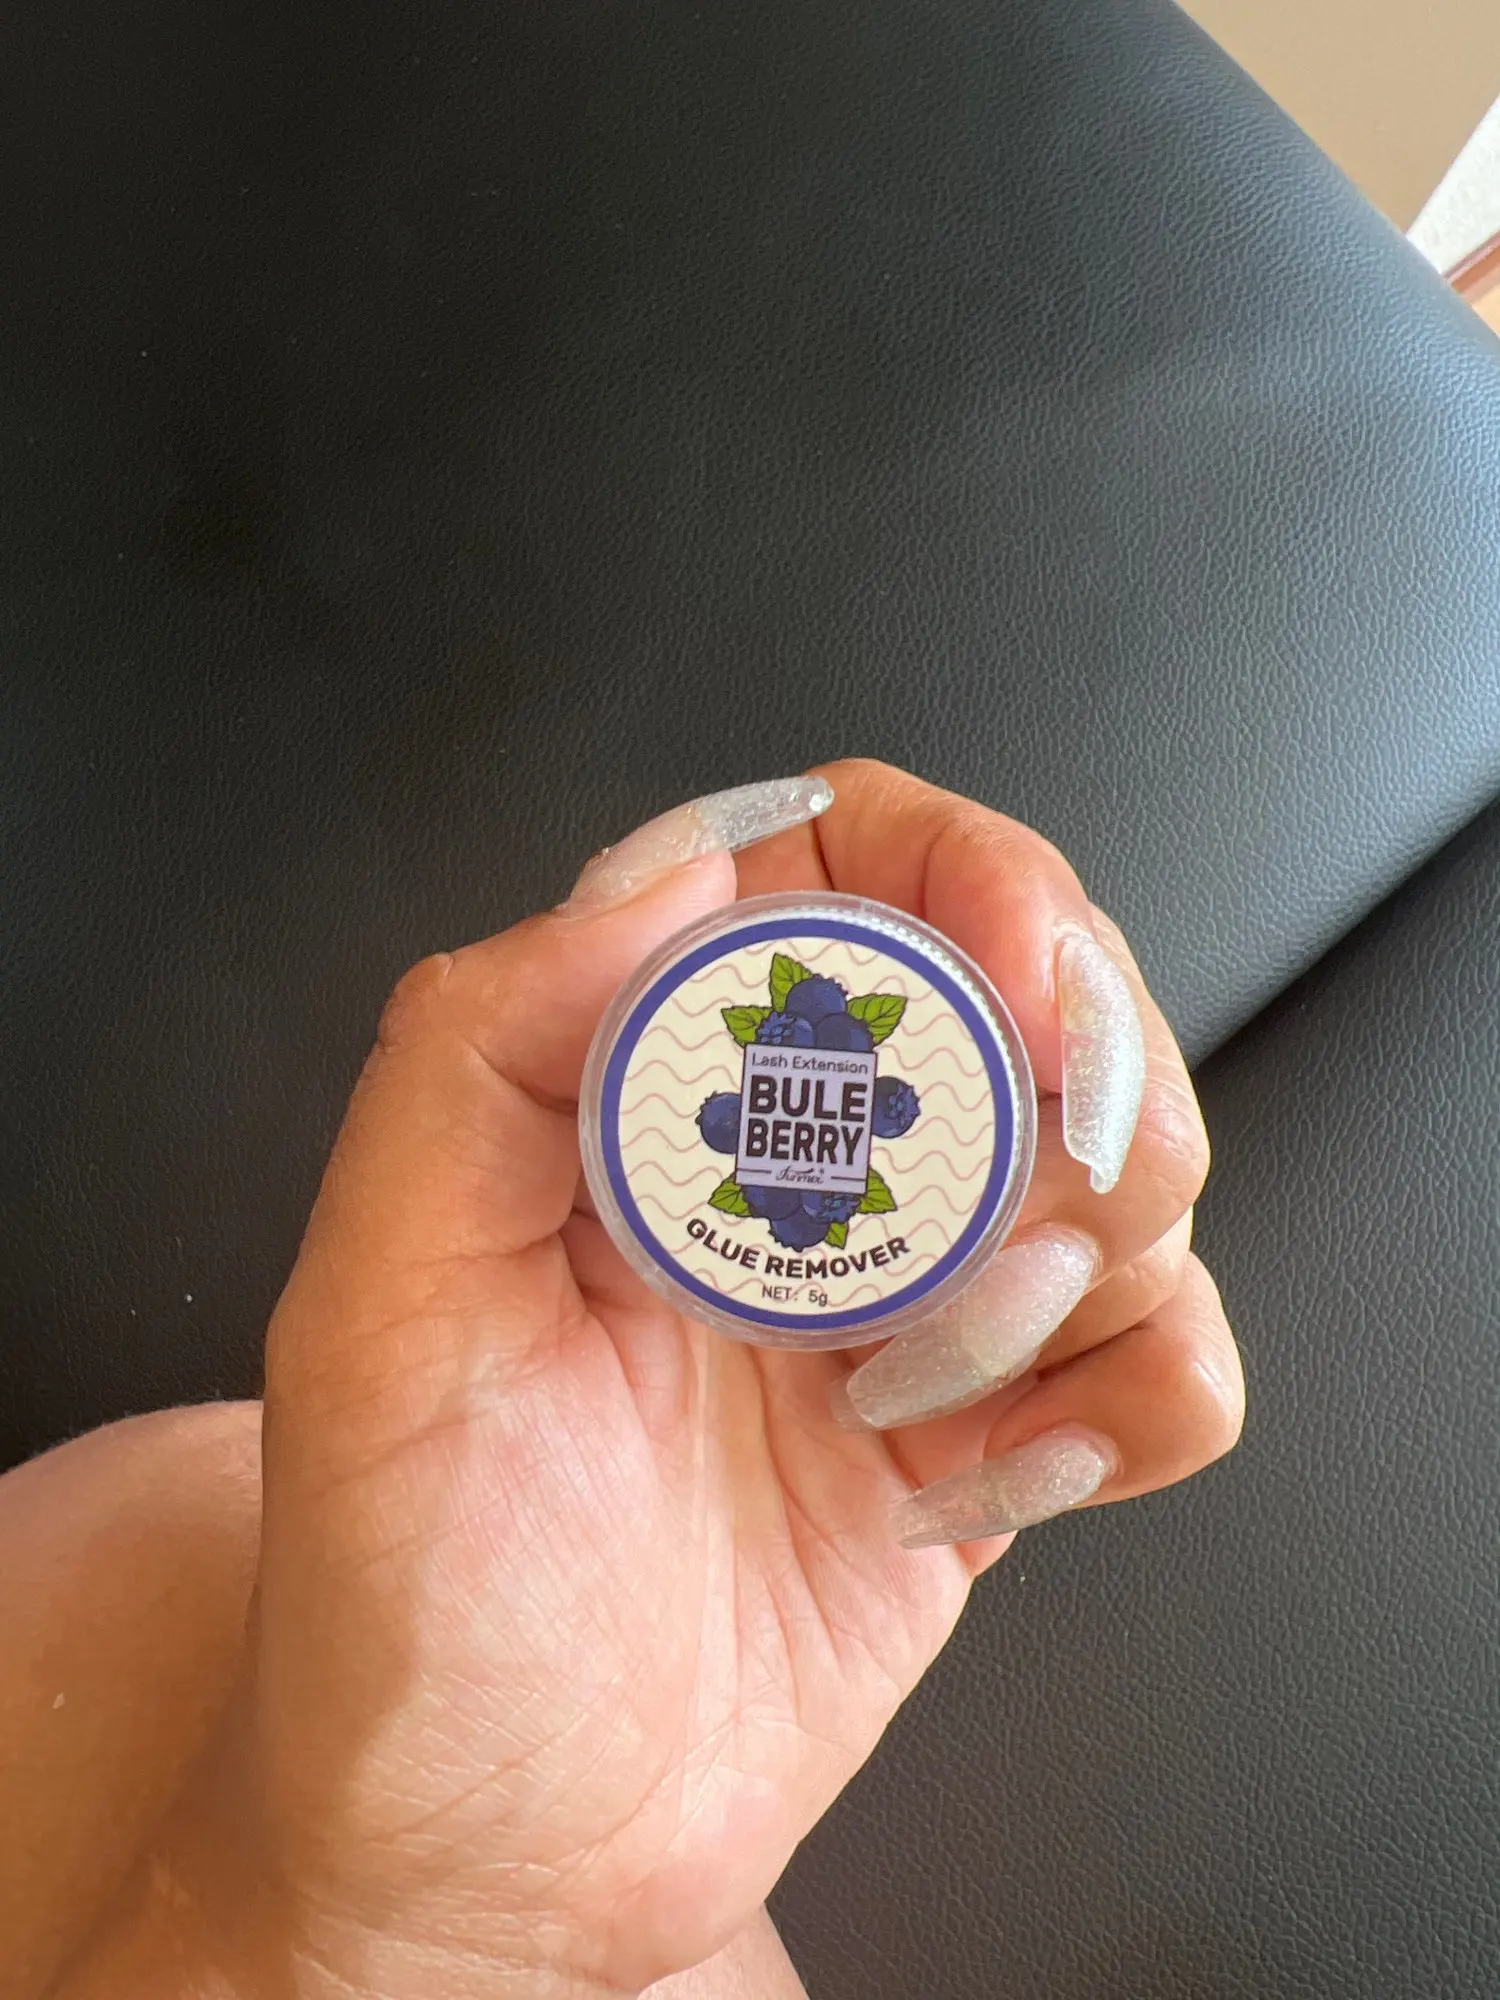 Lash Extension
BULE
BERRY
GLUE REMOVER
NET: 5g